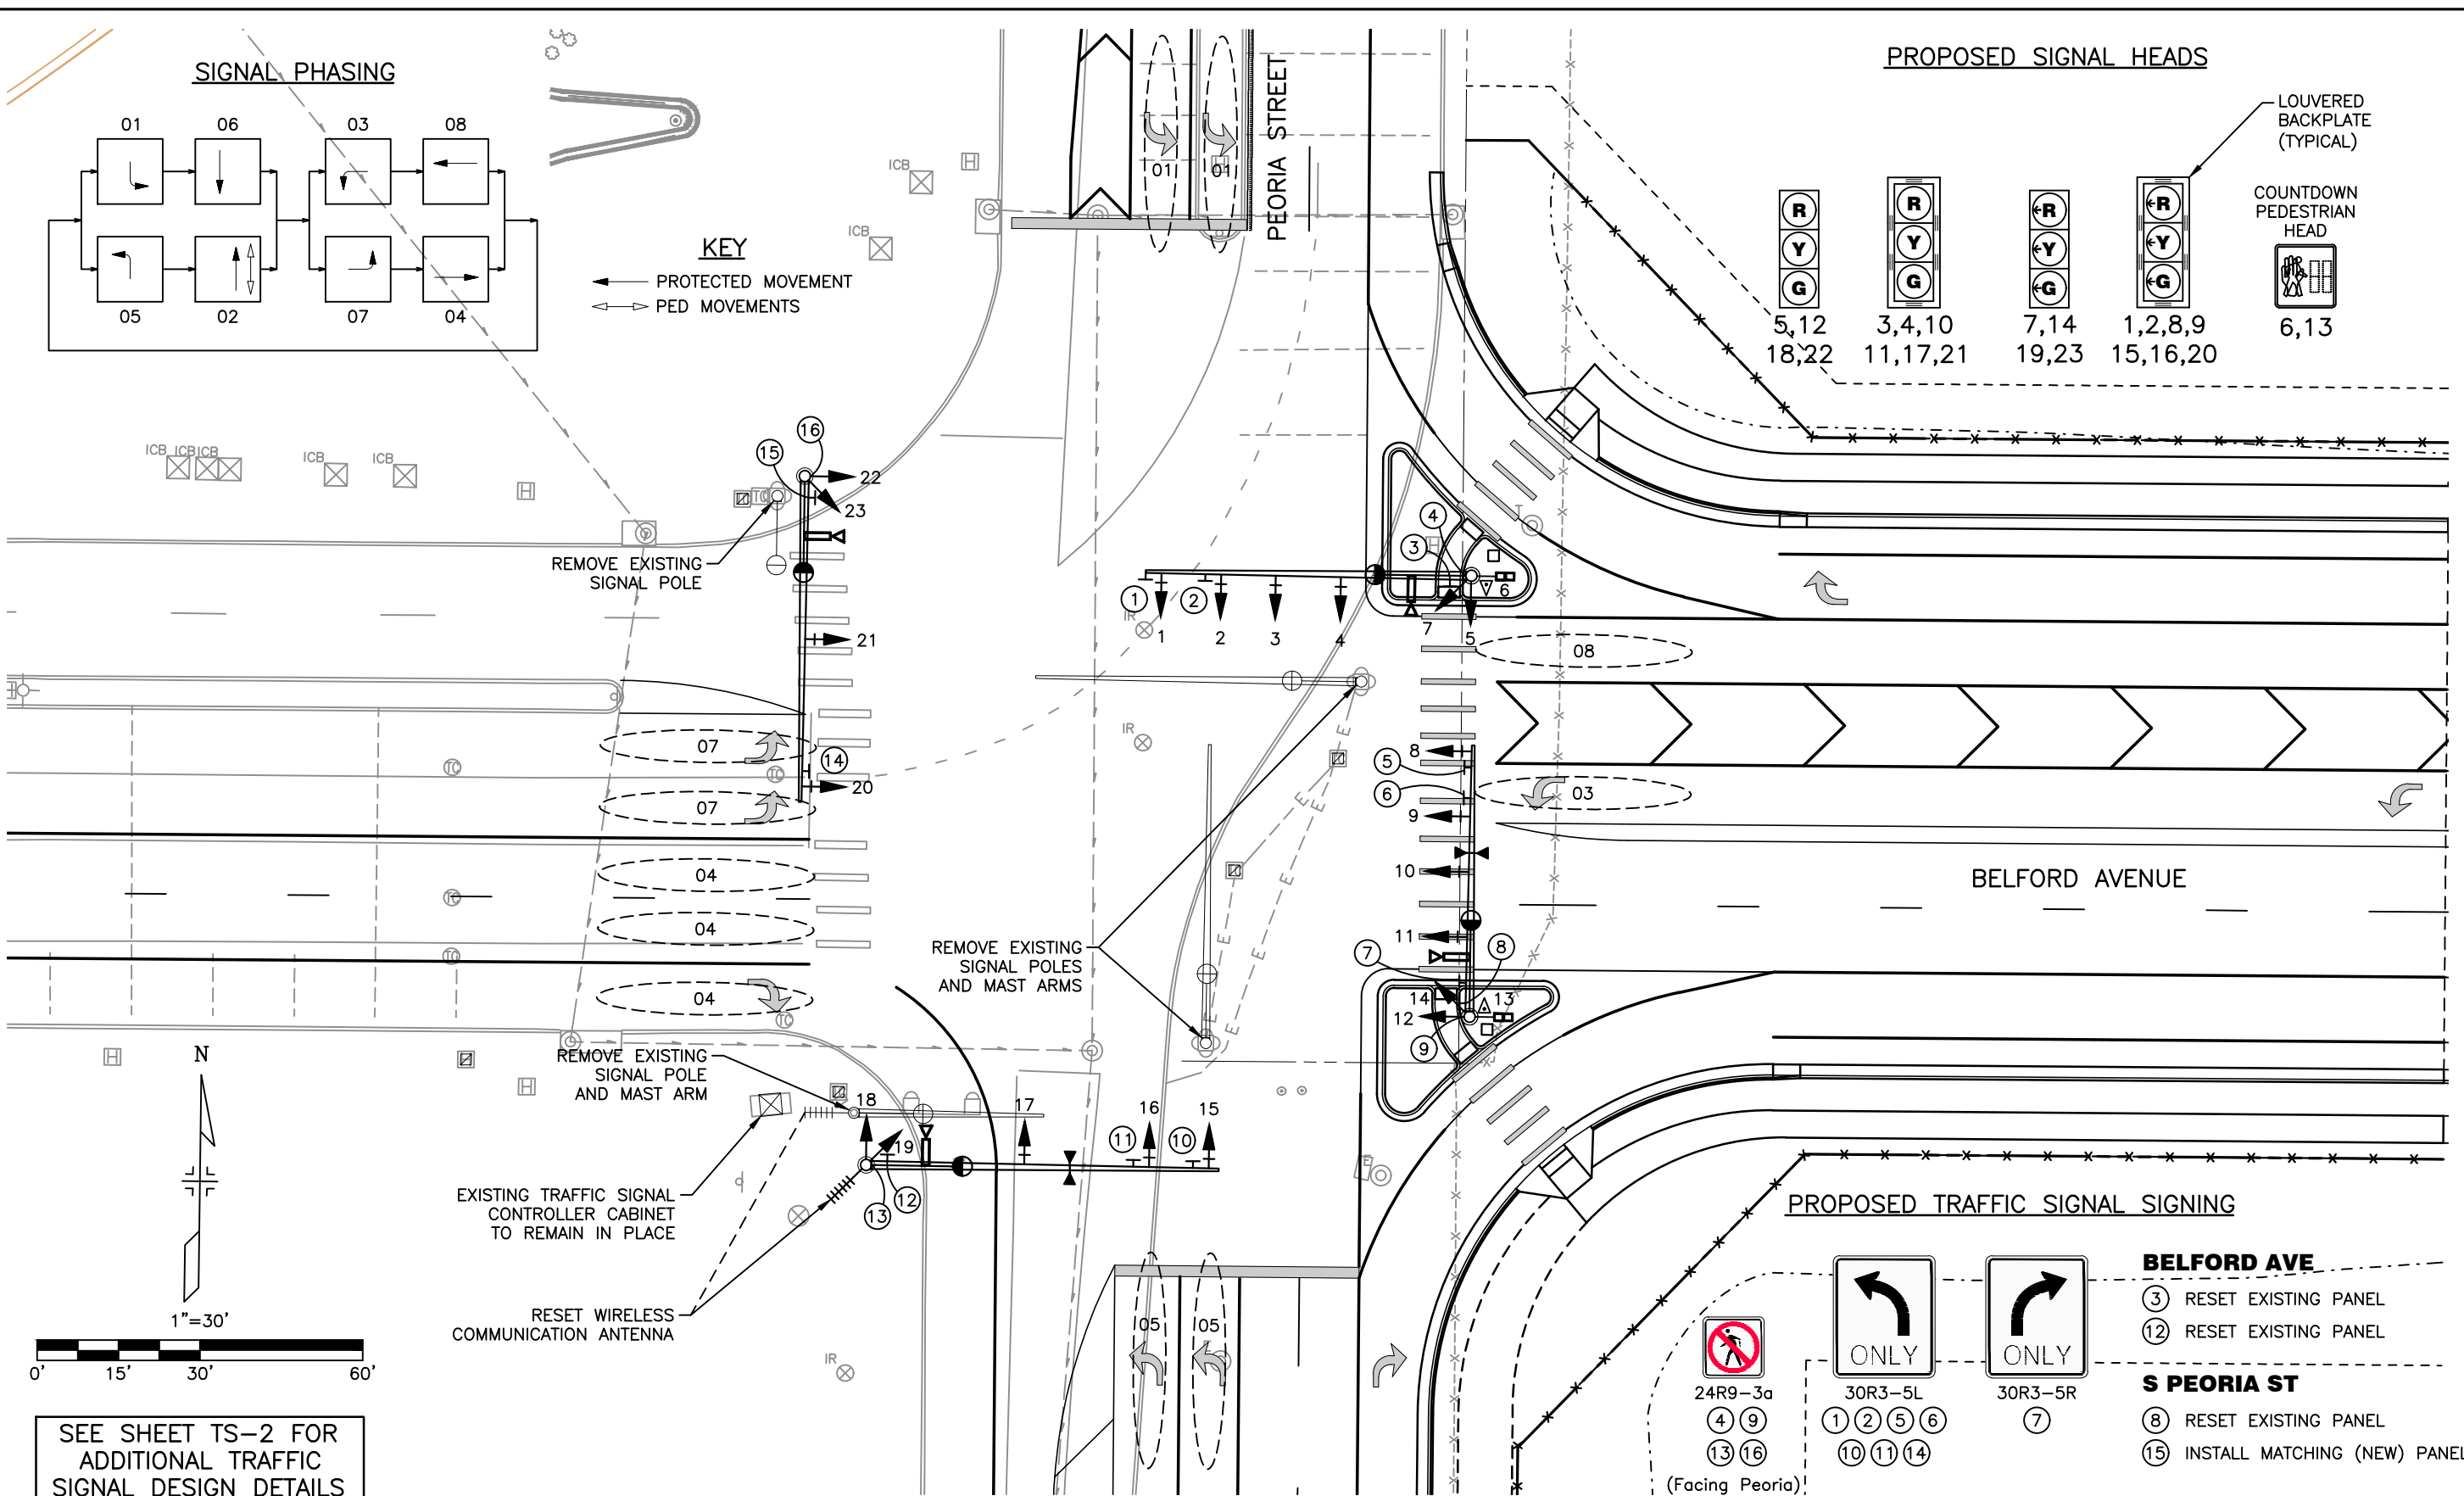 SIGNAL PHASING
01
06
03
08
05
02
07
04
KEY
PROTECTED MOVEMENT
PED MOVEMENTS
ICB
H
ICB
01
01
H
PEORIA STREET
PROPOSED SIGNAL HEADS
LOUVERED
BACKPLATE
(TYPICAL)
COUNTDOWN
PEDESTRIAN
HEAD
R
Y
G
5,12
18,22
R
Y
G
3,4,10
11,17,21
R
Y
G
7,14
19,23
R
Y
G
1,2,8,9
15,16,20
6,13
ICB
ICB
ICB
ICB
ICB
H
TC
15
16
22
23
REMOVE EXISTING
SIGNAL POLE
21
07
07
14
20
TC
TC
04
TC
04
TC
04
TC
1
2
1
2
3
4
IR
IR
3
4
H
T
7
5
6
08
03
8
5
6
9
10
11
7
8
14
13
12
9
E
E
E
E
E
E
E
BELFORD AVENUE
REMOVE EXISTING
SIGNAL POLES
AND MAST ARMS
H
H
N
1"=30'
0'
15'
30'
60'
REMOVE EXISTING
SIGNAL POLE
AND MAST ARM
18
17
16
15
11
10
19
12
13
EXISTING TRAFFIC SIGNAL
CONTROLLER CABINET
TO REMAIN IN PLACE
RESET WIRELESS
COMMUNICATION ANTENNA
IR
E
05
05
T
SEE SHEET TS-2 FOR
ADDITIONAL TRAFFIC
SIGNAL DESIGN DETAILS
PROPOSED TRAFFIC SIGNAL SIGNING
24R9-3a
4 9
13 16
(Facing Peoria)
ONLY
30R3-5L
1 2 5 6
10 11 14
ONLY
30R3-5R
7
BELFORD AVE
3 RESET EXISTING PANEL
12 RESET EXISTING PANEL
S PEORIA ST
8 RESET EXISTING PANEL
15 INSTALL MATCHING (NEW) PANEL